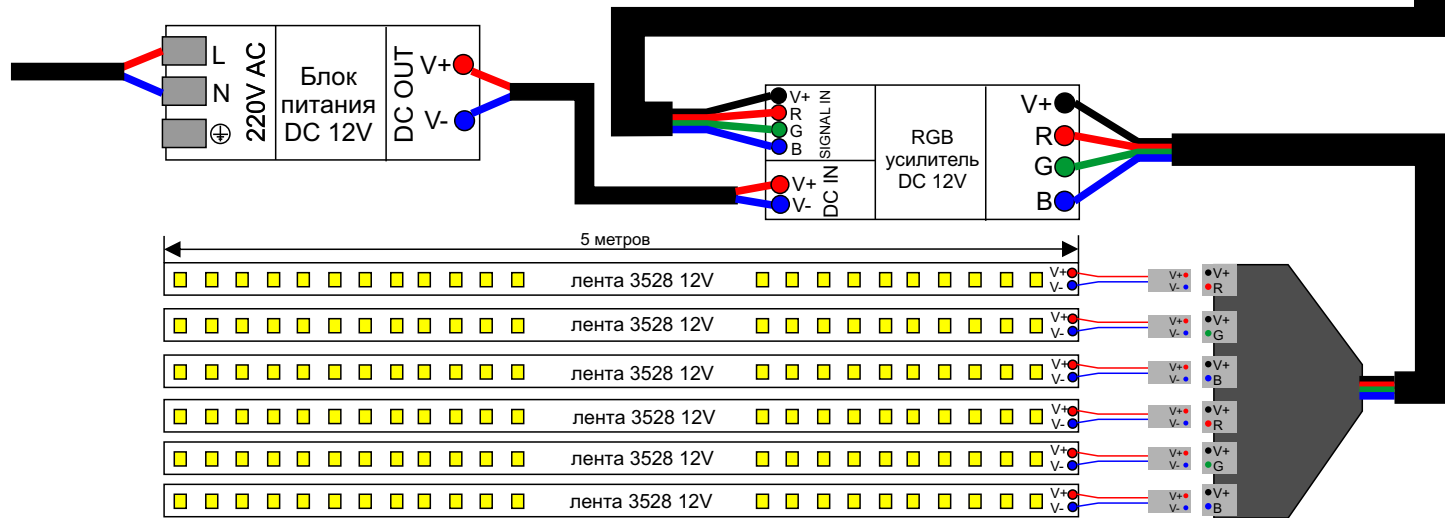 L
N
220V AC
Блок
питания
DC 12V
DC OUT
V+
V-
V+
R
G
B
SIGNAL IN
V+
V-
DC IN
RGB
усилитель
DC 12V
V+
R
G
B
5 метров
лента 3528 12V
V+
V-
V+
V-
V+
R
лента 3528 12V
V+
V-
V+
V-
V+
G
лента 3528 12V
V+
V-
V+
V-
V+
B
лента 3528 12V
V+
V-
V+
V-
V+
R
лента 3528 12V
V+
V-
V+
V-
V+
G
лента 3528 12V
V+
V-
V+
V-
V+
B